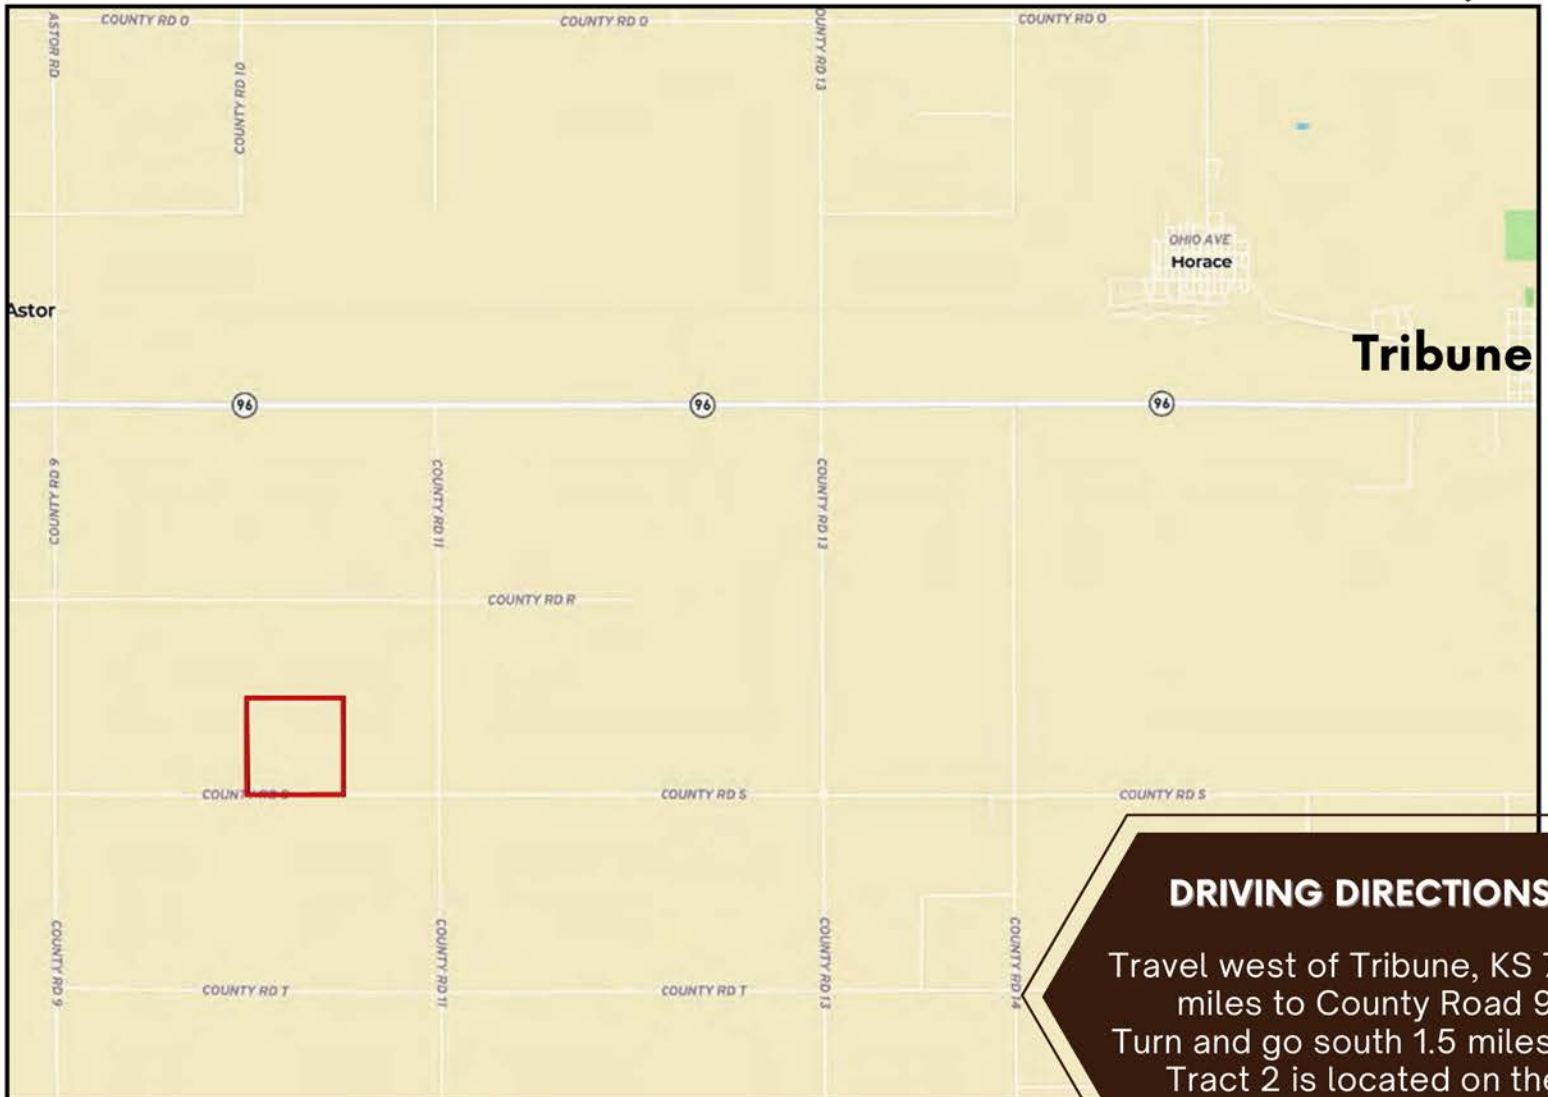 COUNTY RD O
COUNTY RD O
COUNTY RD O
ASTOR RD
COUNTY RD 10
OUNTY RD 13
OHIO AVE
Horace
Astor
Tribune
96
96
96
COUNTY RD 9
COUNTY RD 11
COUNTY RD 13
COUNTY RD R
COUNTY RD S
COUNTY RD S
COUNTY RD S
COUNTY RD 9
COUNTY RD 11
COUNTY RD 13
COUNTY RD 14
COUNTY RD T
COUNTY RD T
DRIVING DIRECTIONS
Travel west of Tribune, KS 7
miles to County Road 9
Turn and go south 1.5 miles
Tract 2 is located on the